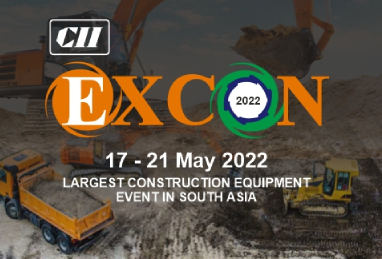 CII
EXCON
2022
17 - 21 May 2022
LARGEST CONSTRUCTION EQUIPMENT
EVENT IN SOUTH ASIA